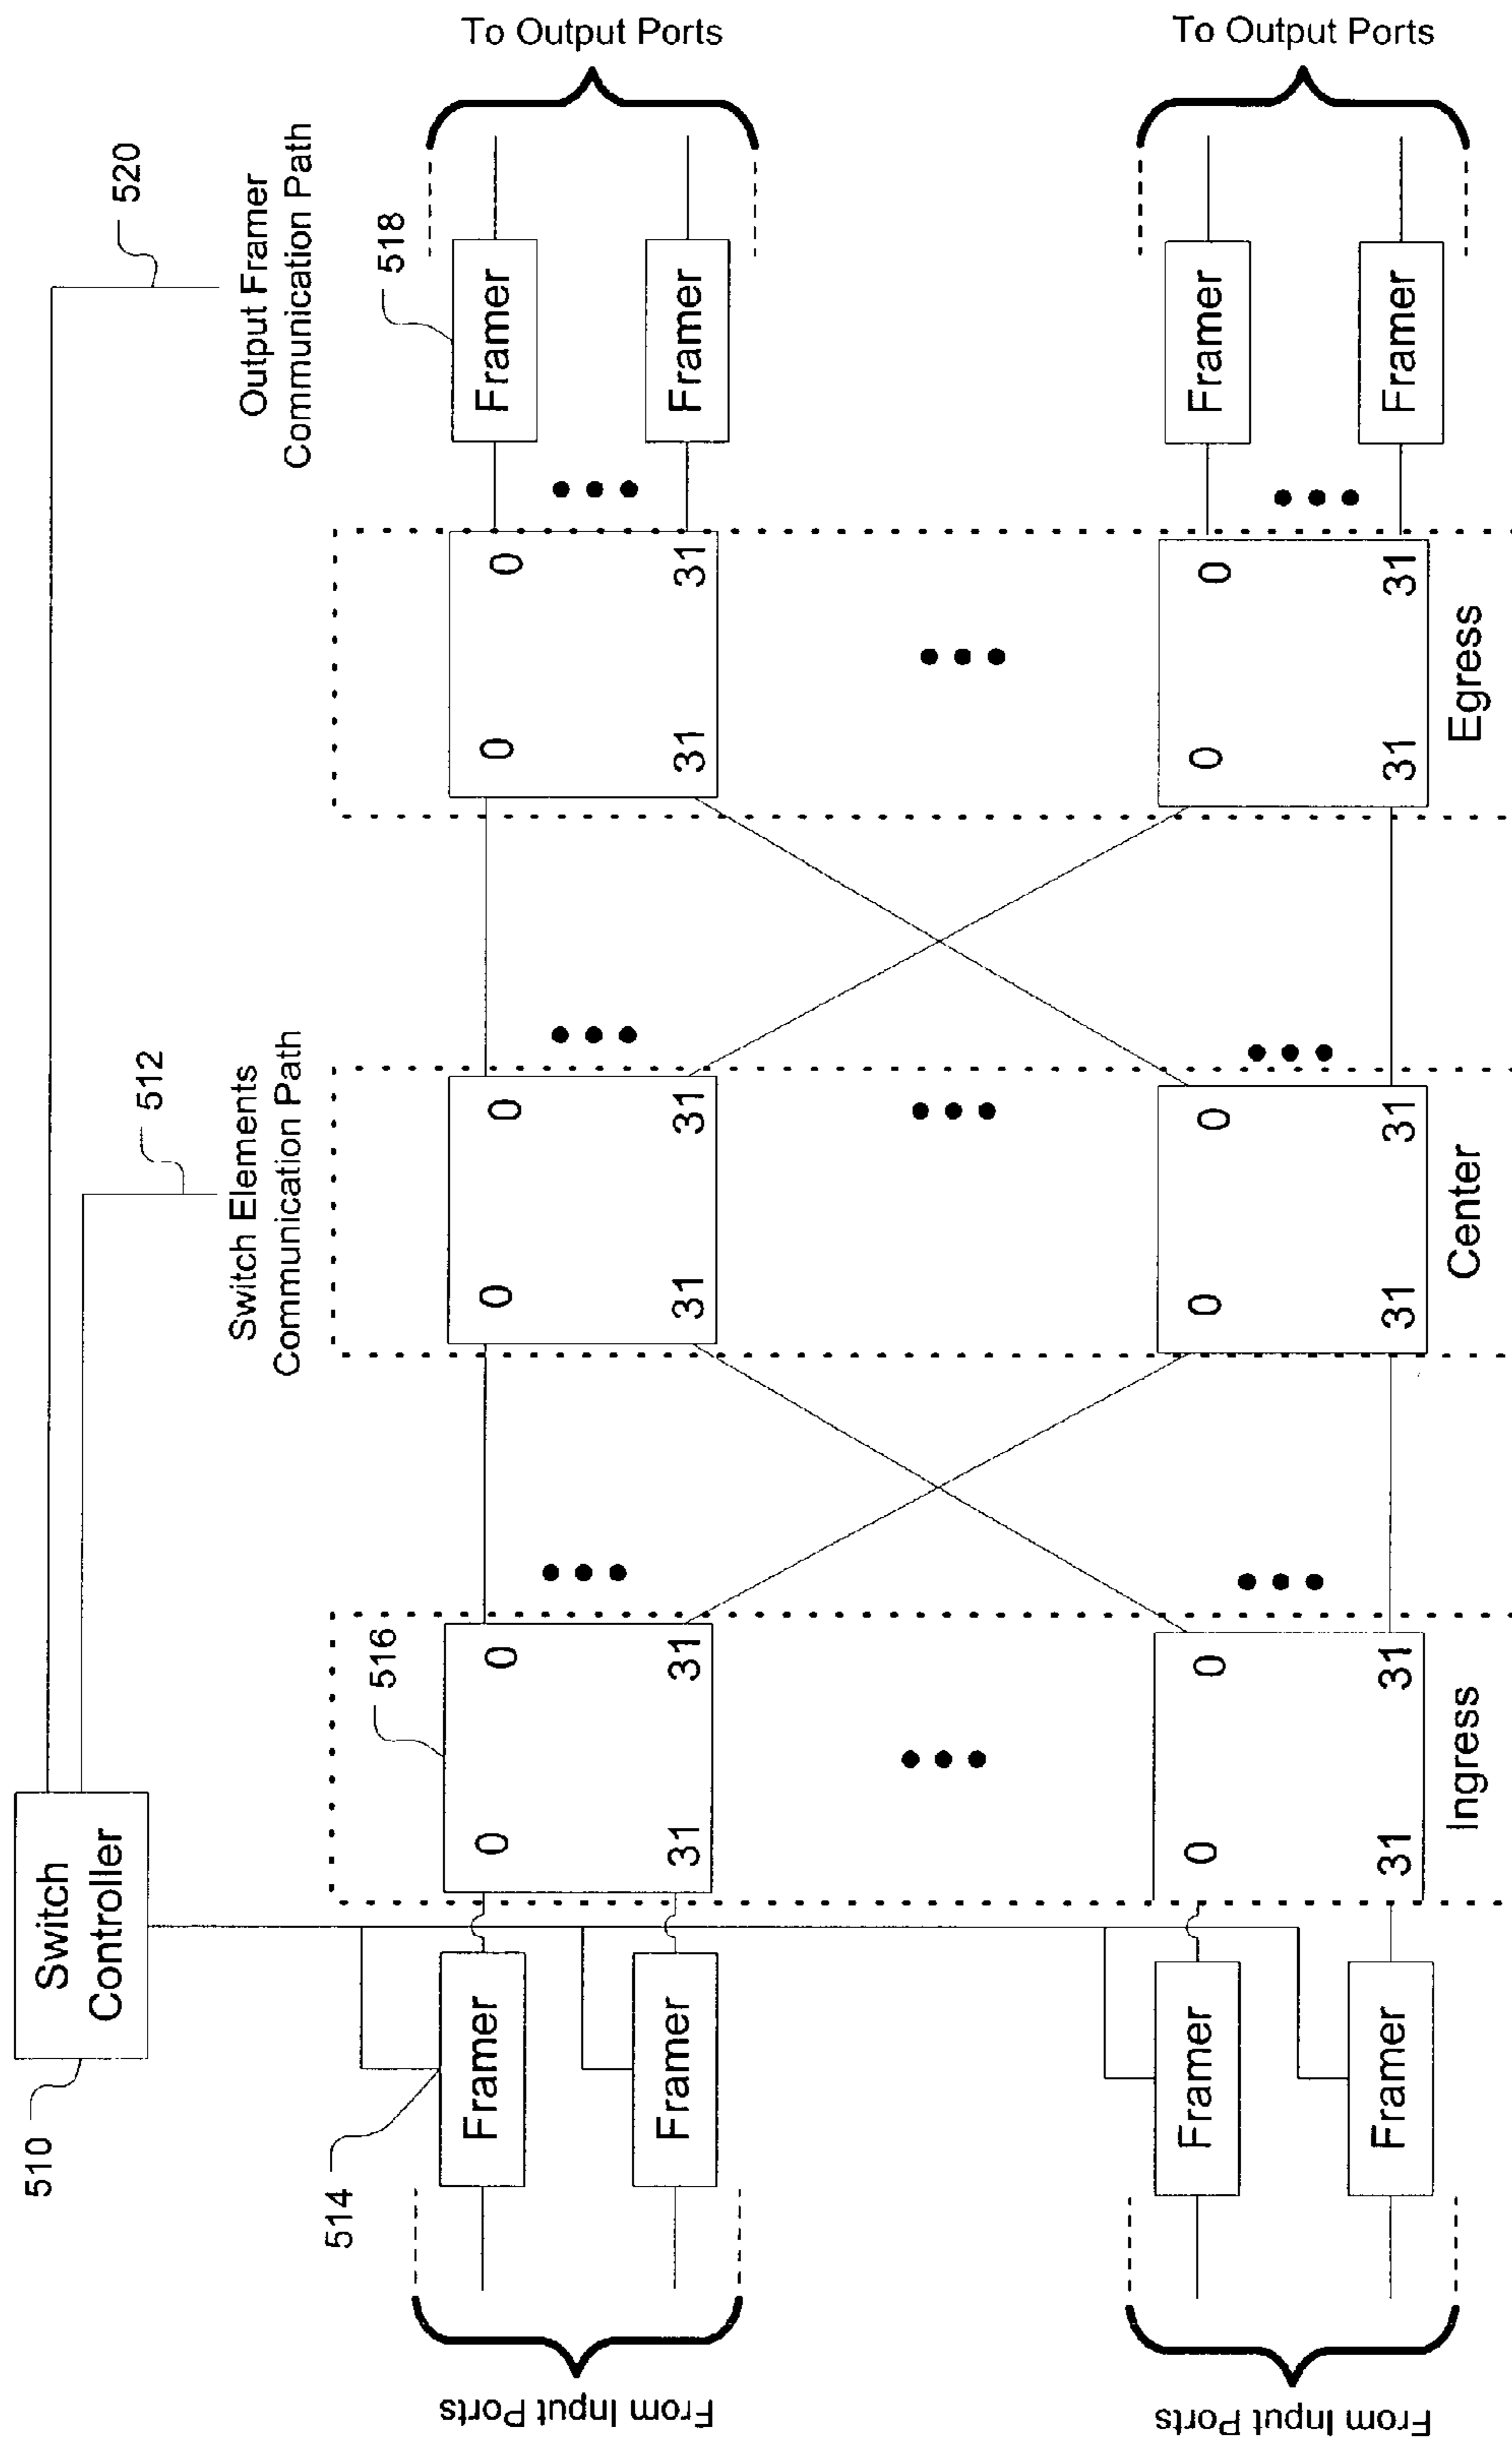 510
Switch
Controller
520
Output Framer
Communication Path
512
Switch Elements
Communication Path
514
516
518
From Input Ports
Framer
Framer
0
0
31
31
0
0
31
31
0
0
31
31
Framer
Framer
To Output Ports
From Input Ports
Framer
Framer
0
0
31
31
0
0
31
31
0
0
31
31
Framer
Framer
To Output Ports
Ingress
Center
Egress